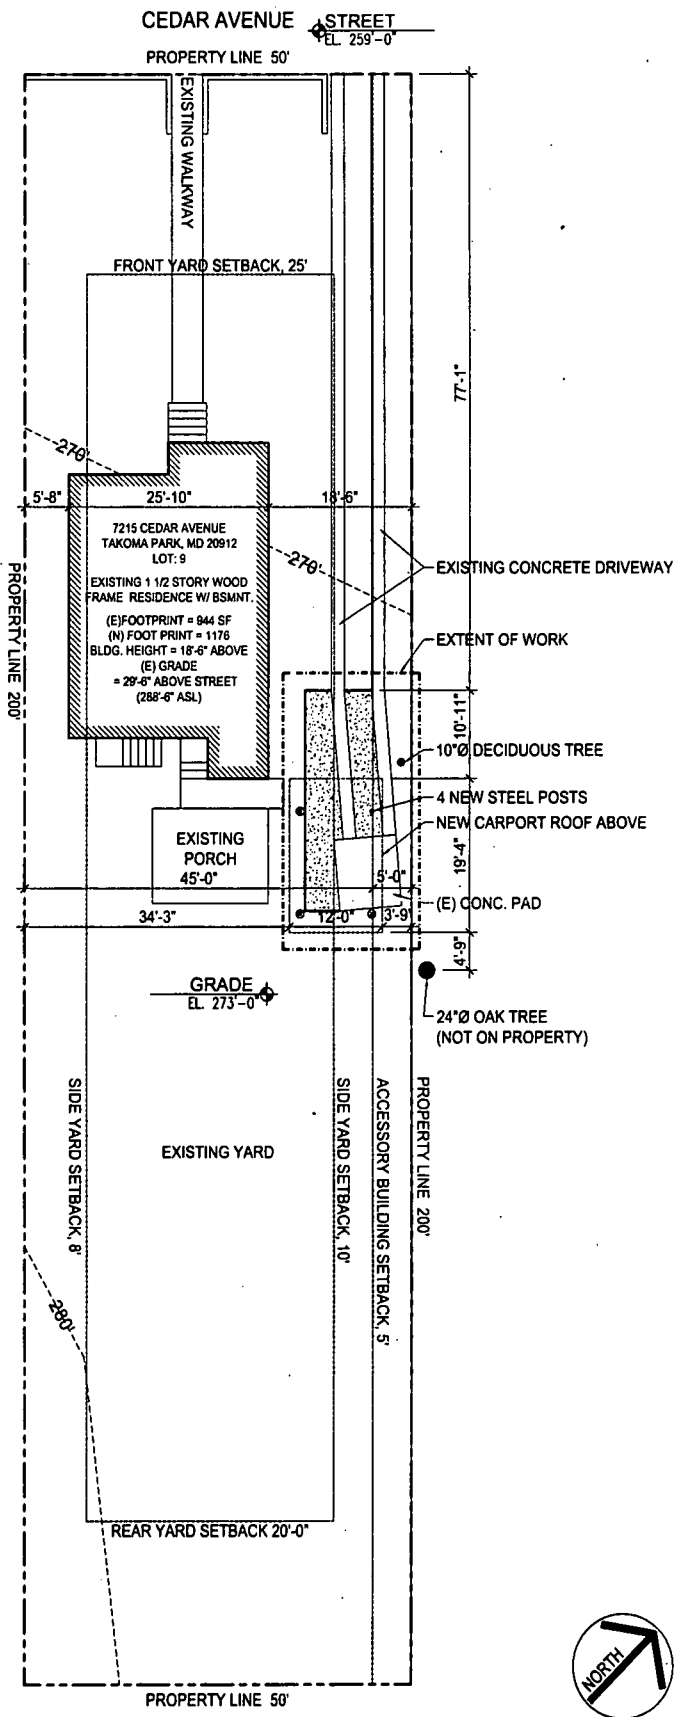 CEDAR AVENUE
STREET
EL. 259'-0"
PROPERTY LINE 50'
EXISTING WALKWAY
FRONT YARD SETBACK, 25'
77'-1"
270'
5'-8"
25'-10"
18'-6"
7215 CEDAR AVENUE
TAKOMA PARK, MD 20912
LOT: 9
EXISTING 1 1/2 STORY WOOD
FRAME RESIDENCE W/ BSMNT.
(E)FOOTPRINT = 944 SF
(N) FOOT PRINT = 1176
BLDG. HEIGHT = 18'-6" ABOVE
(E) GRADE
= 29'-6" ABOVE STREET
(288'-6" ASL)
270'
PROPERTY LINE 200'
EXISTING CONCRETE DRIVEWAY
EXTENT OF WORK
10'-11"
10"Ø DECIDUOUS TREE
4 NEW STEEL POSTS
NEW CARPORT ROOF ABOVE
19'-4"
EXISTING
PORCH
45'-0"
5'-0"
(E) CONC. PAD
34'-3"
12'-0"
3'-9"
4'-9"
GRADE
EL. 273'-0"
24"Ø OAK TREE
(NOT ON PROPERTY)
SIDE YARD SETBACK, 8'
EXISTING YARD
SIDE YARD SETBACK, 10'
ACCESSORY BUILDING SETBACK, 5'
PROPERTY LINE 200'
280'
REAR YARD SETBACK 20'-0"
PROPERTY LINE 50'
NORTH